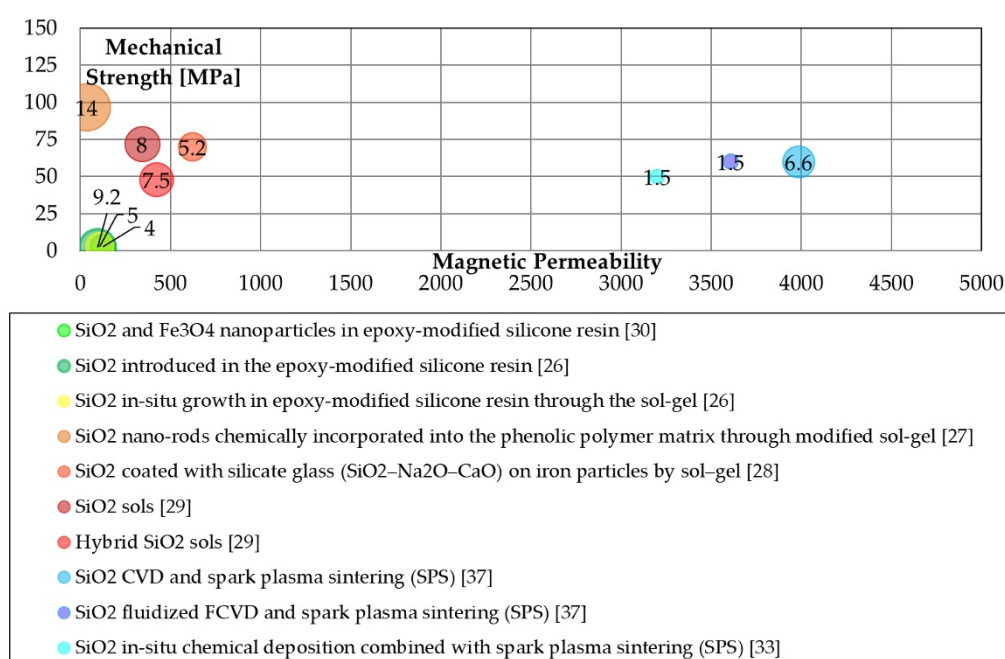 150
Mechanical
125
Strength [MPa]
100
14
75
8
5.2
7.5
50
1.5
1.5
6.6
9.2
5
4
25
0
Magnetic Permeability
0 500 1000 1500 2000 2500 3000 3500 4000 4500 5000
SiO2 and Fe3O4 nanoparticles in epoxy-modified silicone resin [30]
SiO2 introduced in the epoxy-modified silicone resin [26]
SiO2 in-situ growth in epoxy-modified silicone resin through the sol-gel [26]
SiO2 nano-rods chemically incorporated into the phenolic polymer matrix through modified sol-gel [27]
SiO2 coated with silicate glass (SiO2–Na2O–CaO) on iron particles by sol–gel [28]
SiO2 sols [29]
Hybrid SiO2 sols [29]
SiO2 CVD and spark plasma sintering (SPS) [37]
SiO2 fluidized FCVD and spark plasma sintering (SPS) [37]
SiO2 in-situ chemical deposition combined with spark plasma sintering (SPS) [33]